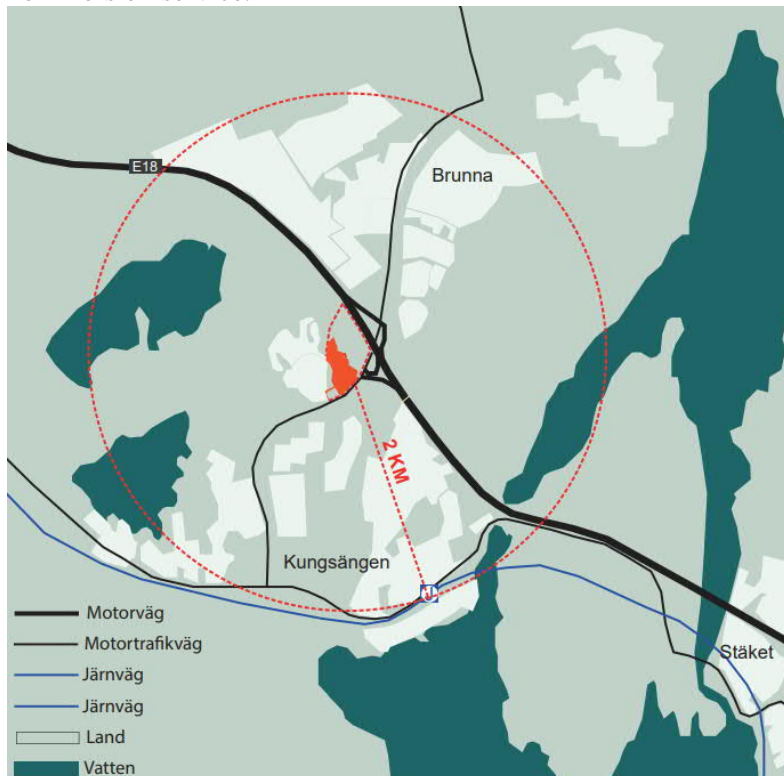 E18
Brunna
2 KM
Kungsängen
Stäket
Motorväg
Motortrafikväg
Järnväg
Järnväg
Land
Vatten